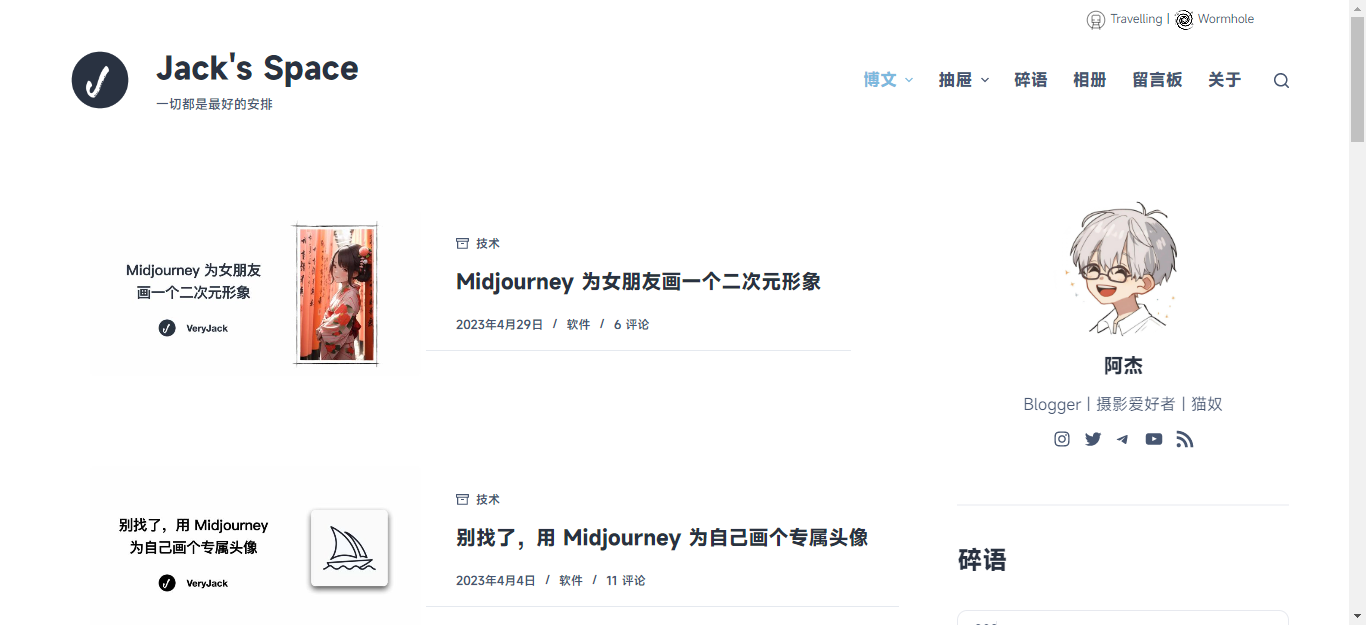 Travelling | Wormhole
Jack's Space
一切都是最好的安排
博文 抽屉 碎语 相册 留言板 关于
Midjourney 为女朋友
画一个二次元形象
VeryJack
技术
Midjourney 为女朋友画一个二次元形象
2023年4月29日 / 软件 / 6 评论
阿杰
Blogger | 摄影爱好者 | 猫奴
别找了，用 Midjourney
为自己画个专属头像
VeryJack
技术
别找了，用 Midjourney 为自己画个专属头像
2023年4月4日 / 软件 / 11 评论
碎语